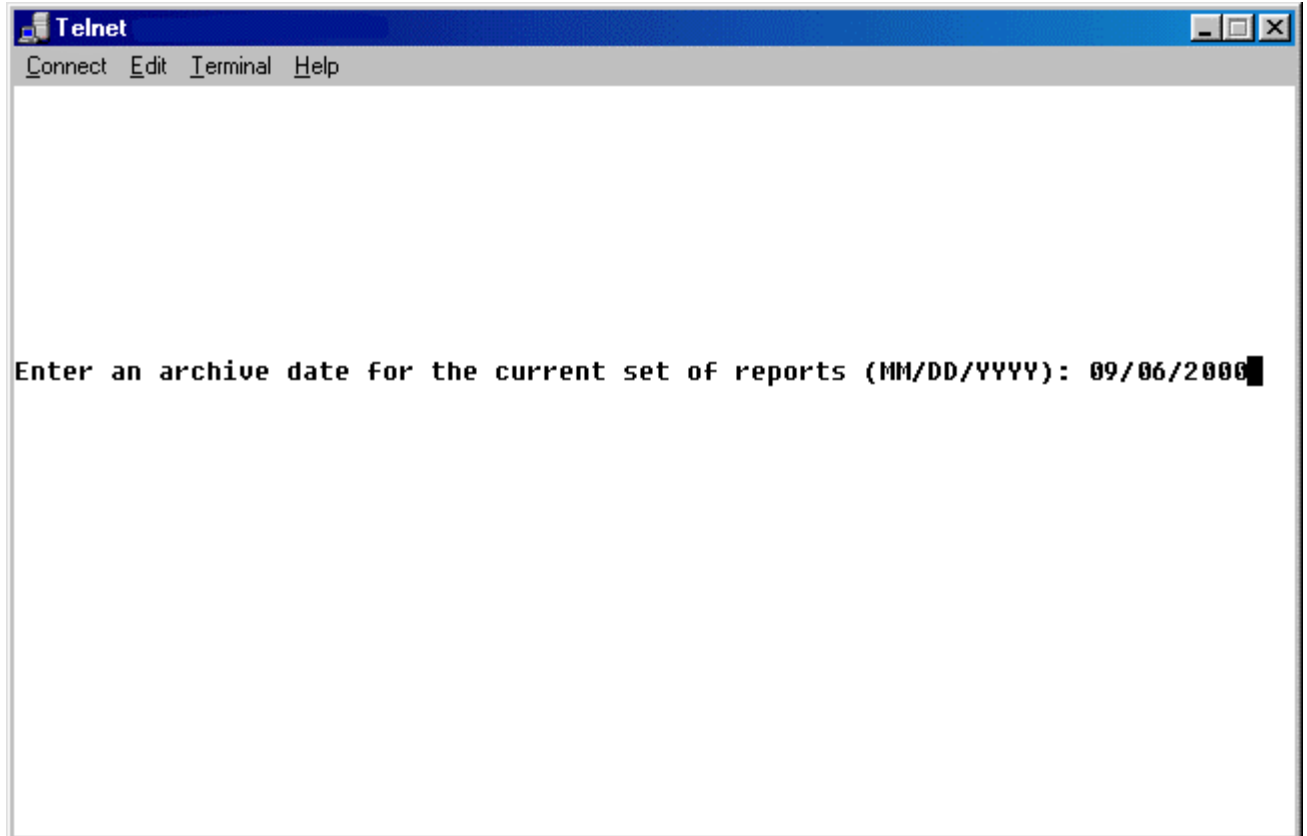 Telnet
Connect Edit Terminal Help
Enter an archive date for the current set of reports (MM/DD/YYYY): 09/06/2000